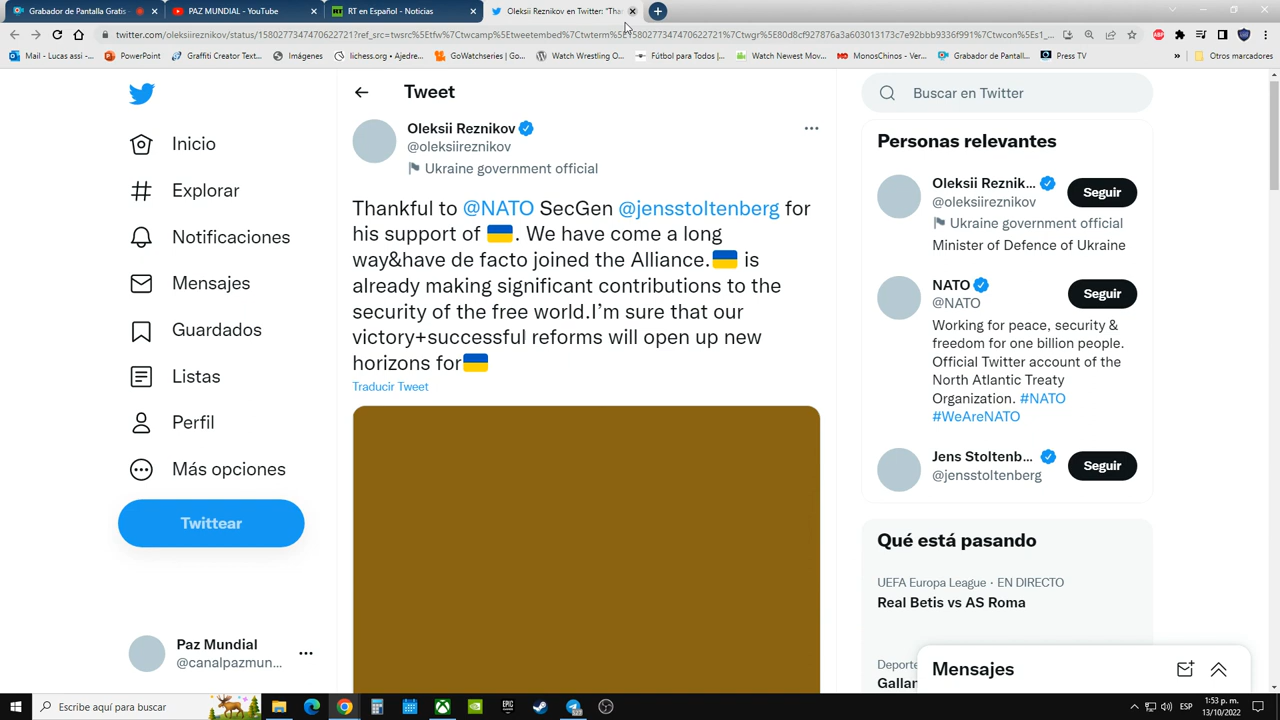 Grabador de Pantalla Gratis -
PAZ MUNDIAL - YouTube
RT en Español - Noticias
Oleksii Reznikov en Twitter: "Tha
Mail - Lucas assi -...
PowerPoint
Graffiti Creator Text...
Imágenes
lichess.org • Ajedre...
GoWatchseries | Go...
Watch Wrestling O...
Fútbol para Todos |...
Watch Newest Mov...
MonosChinos - Ver...
Grabador de Pantall...
Press TV
»
Otros marcadores
Tweet
Buscar en Twitter
Inicio
Explorar
Notificaciones
Mensajes
Guardados
Listas
Perfil
Más opciones
Twittear
Paz Mundial
@canalpazmun...
Oleksii Reznikov
@oleksiireznikov
Ukraine government official
Thankful to @NATO SecGen @jensstoltenberg for
his support of 🇺🇦. We have come a long
way&have de facto joined the Alliance.🇺🇦 is
already making significant contributions to the
security of the free world.I’m sure that our
victory+successful reforms will open up new
horizons for🇺🇦
Traducir Tweet
Personas relevantes
Oleksii Reznik...
@oleksiireznikov
Seguir
Ukraine government official
Minister of Defence of Ukraine
NATO
@NATO
Seguir
Working for peace, security &
freedom for one billion people.
Official Twitter account of the
North Atlantic Treaty
Organization. #NATO
#WeAreNATO
Jens Stoltenb...
@jensstoltenberg
Seguir
Qué está pasando
UEFA Europa League · EN DIRECTO
Real Betis vs AS Roma
Deporte
Gallar
Mensajes
Escribe aquí para buscar
EPIC
ESP
1:53 p. m.
13/10/2022